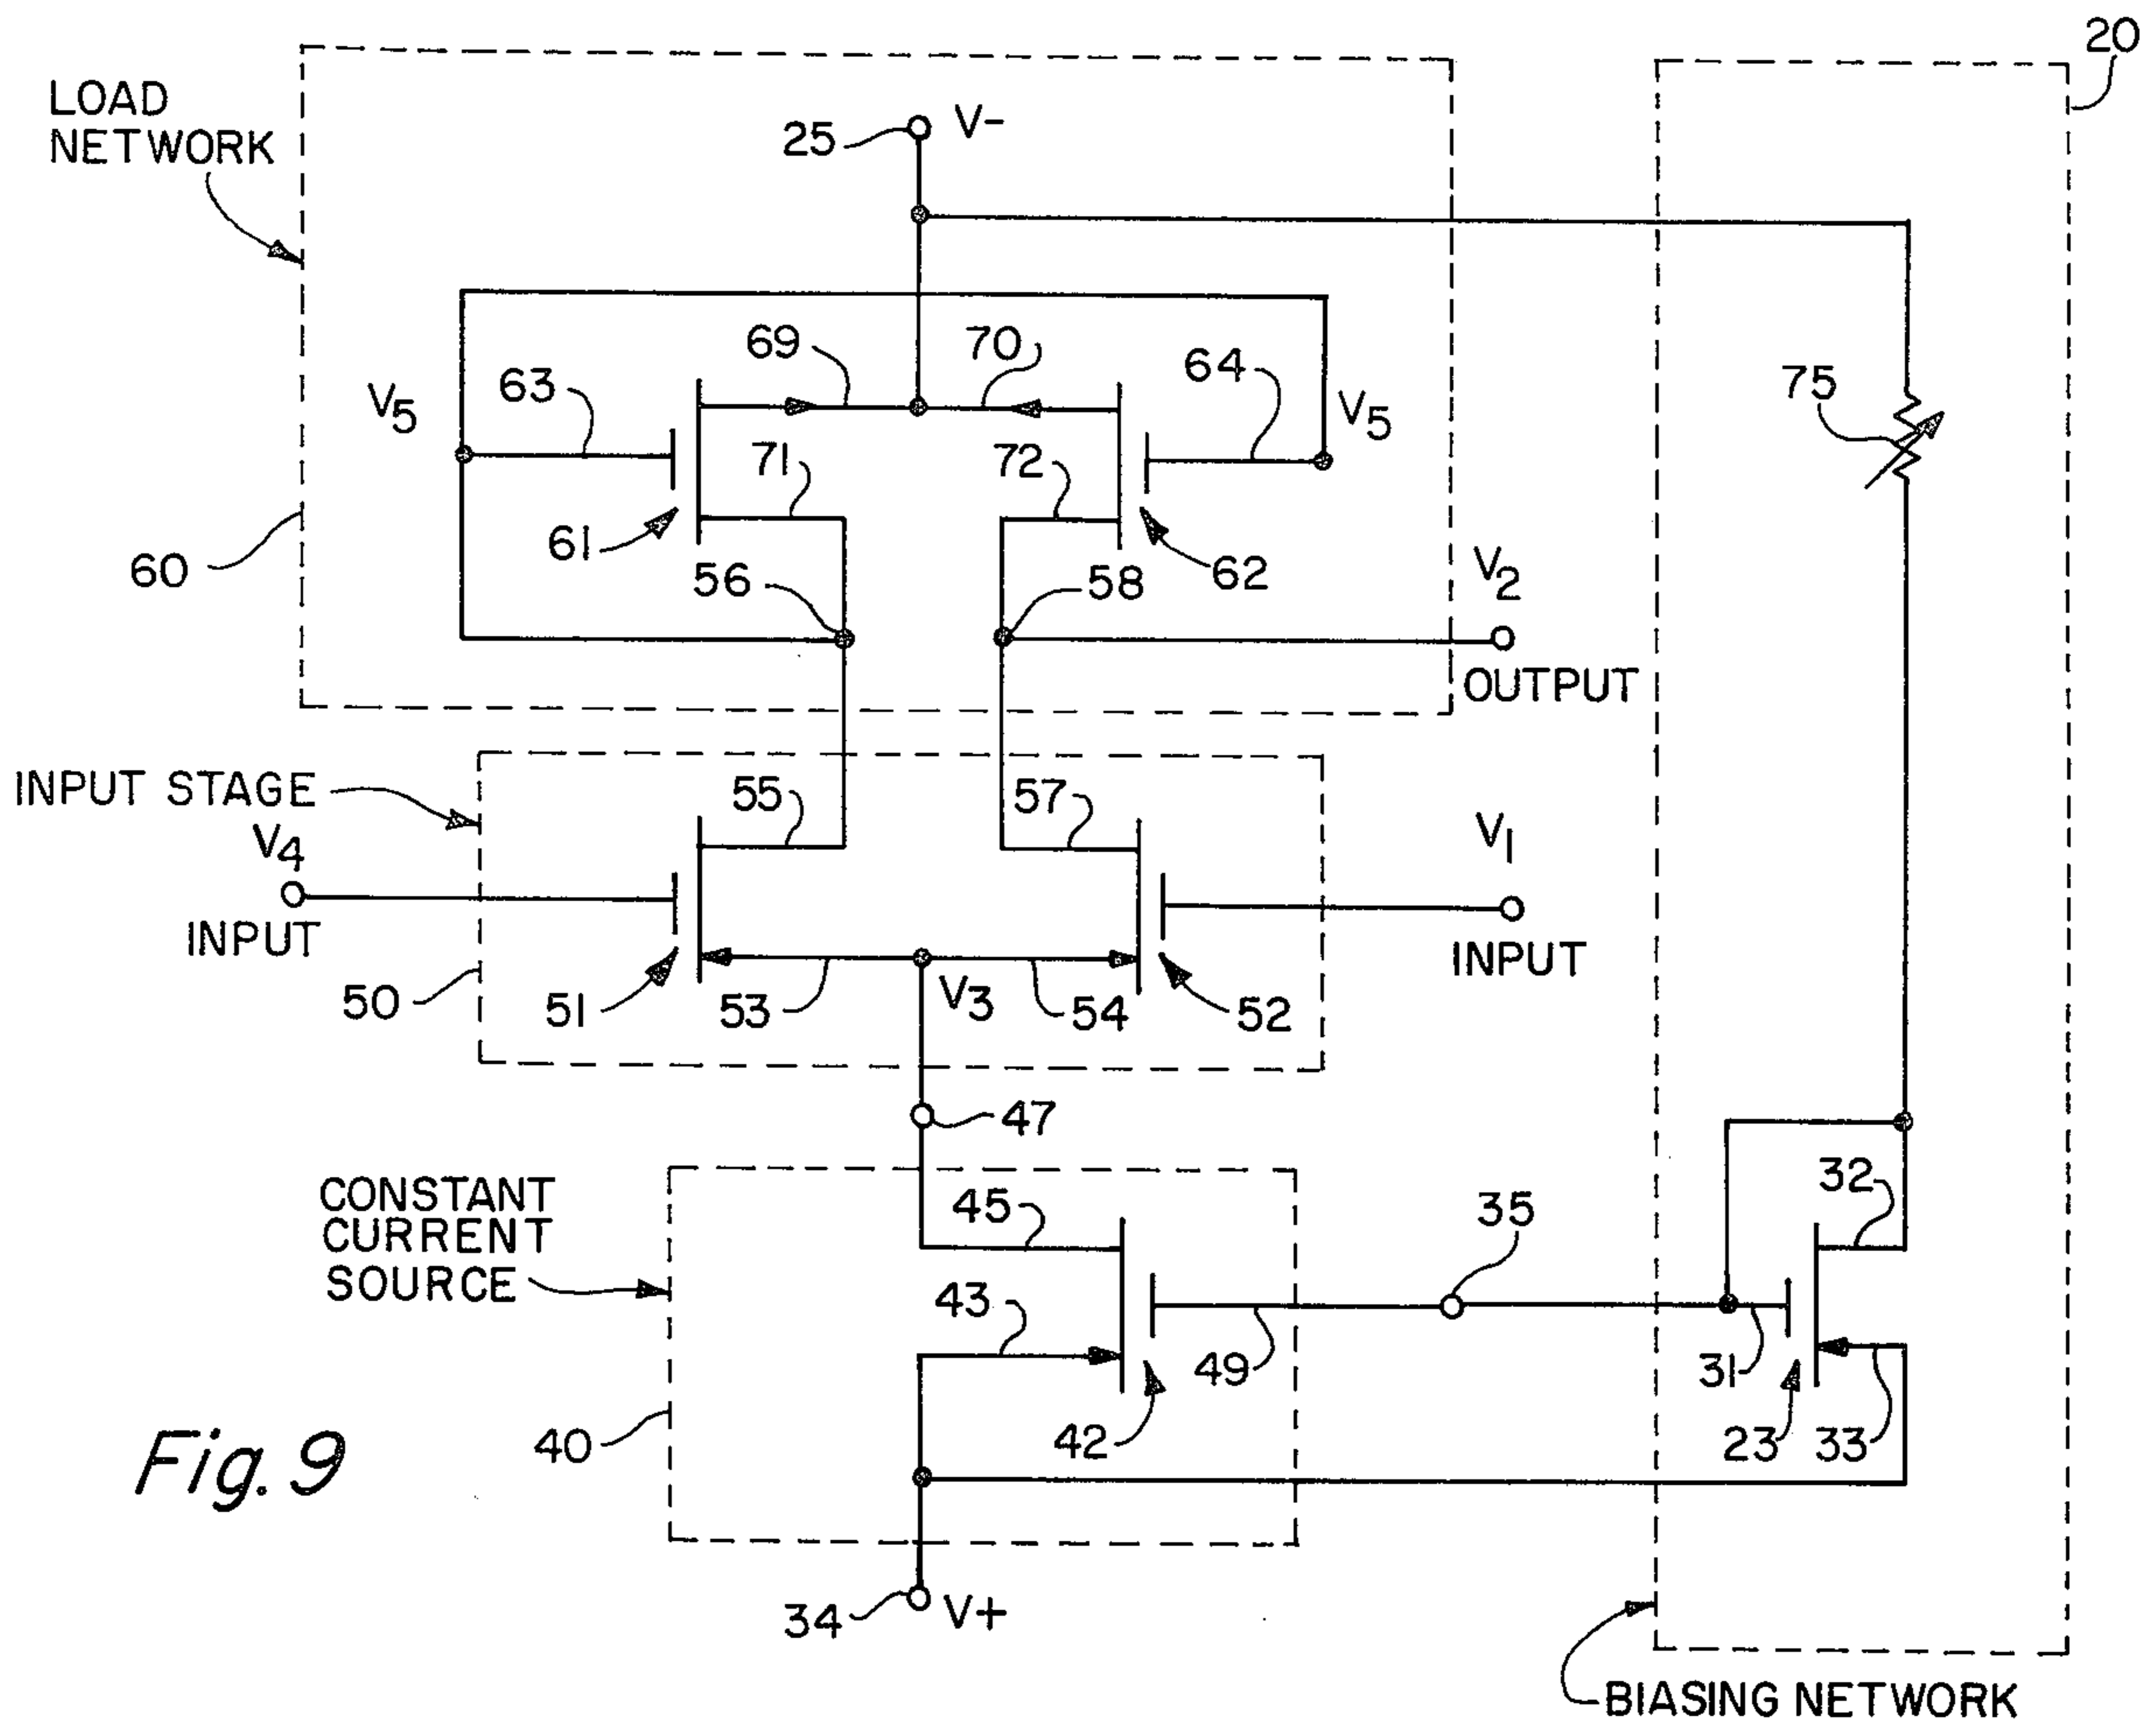 20
LOAD
NETWORK
25
V-
69
70
64
63
V5
V5
75
71
72
61
62
60
56
58
V2
OUTPUT
INPUT STAGE
55
57
V4
V1
INPUT
INPUT
50
51
53
V3
54
52
47
CONSTANT
CURRENT
SOURCE
45
35
32
43
49
31
40
42
23
33
Fig. 9
34
V+
BIASING NETWORK